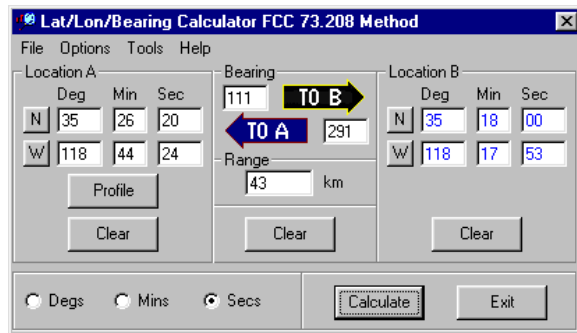 Lat/Lon/Bearing Calculator FCC 73.208 Method
File Options Tools Help
Location A
Deg Min Sec
N 35 26 20
W 118 44 24
Profile
Clear
Bearing
111 TO B
TO A 291
Range
43 km
Clear
Location B
Deg Min Sec
N 35 18 00
W 118 17 53
Clear
Degs Mins Secs
Calculate Exit